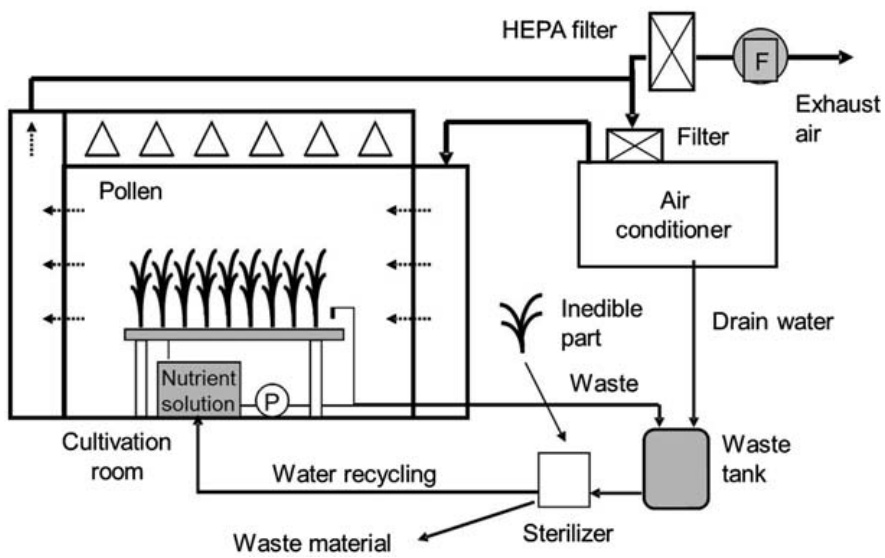 HEPA filter
F
Exhaust
air
Filter
Pollen
Air
conditioner
Inedible
part
Drain water
Nutrient
solution
P
Waste
Cultivation
room
Water recycling
Waste
tank
Sterilizer
Waste material